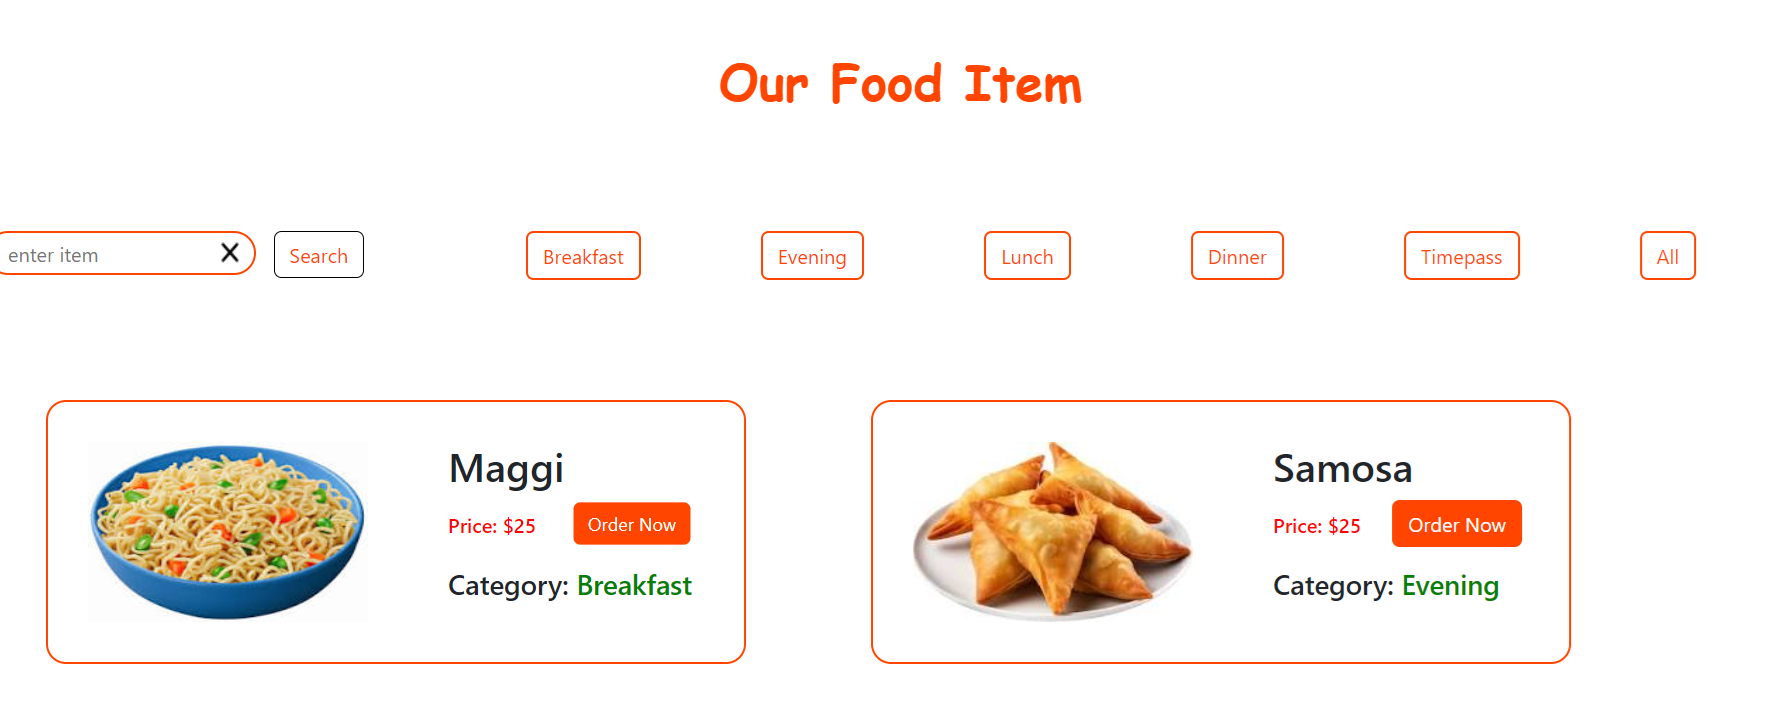 Our Food Item
enter item X Search Breakfast Evening Lunch Dinner Timepass All
Maggi
Price: $25 Order Now
Category: Breakfast
Samosa
Price: $25 Order Now
Category: Evening